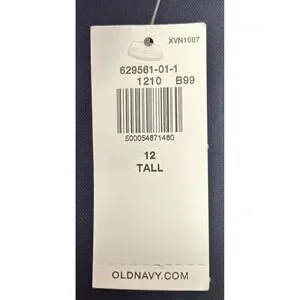 XVN1007
629561-01-1
1210 B99
500054871460
12
TALL
OLDNAVY.COM